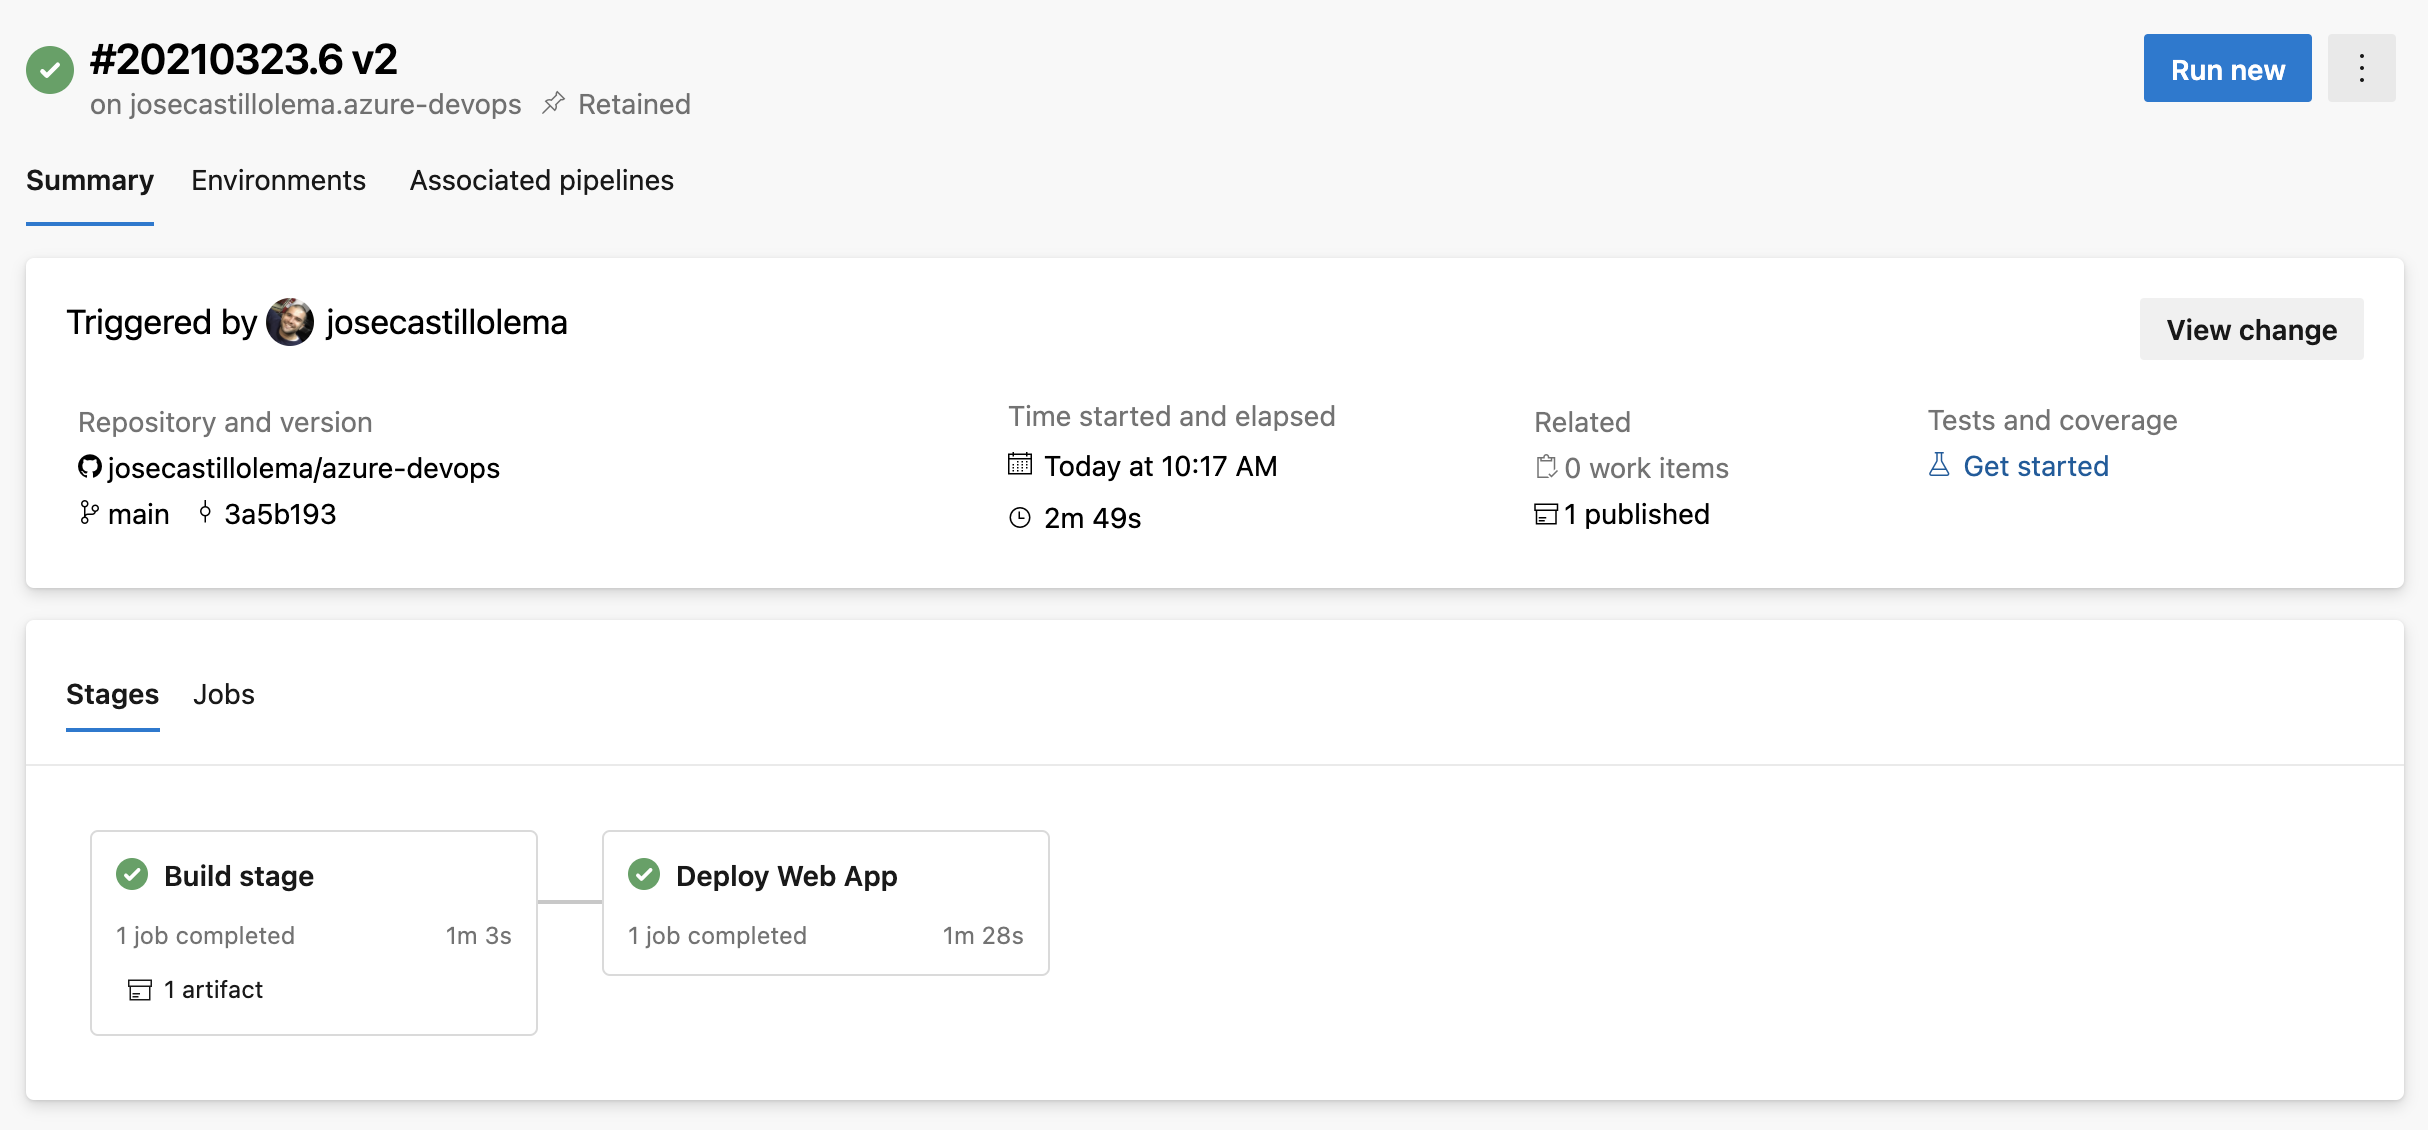 #20210323.6 v2
on josecastillolema.azure-devops Retained
Run new
Summary Environments Associated pipelines
Triggered by josecastillolema
View change
Repository and version
josecastillolema/azure-devops
main 3a5b193
Time started and elapsed
Today at 10:17 AM
2m 49s
Related
0 work items
1 published
Tests and coverage
Get started
Stages Jobs
Build stage
1 job completed 1m 3s
1 artifact
Deploy Web App
1 job completed 1m 28s